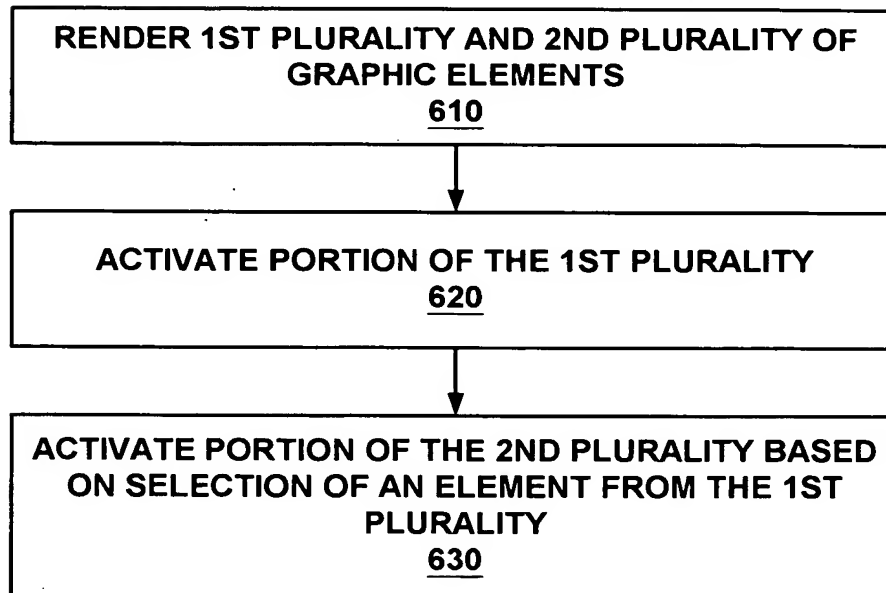 RENDER 1ST PLURALITY AND 2ND PLURALITY OF
GRAPHIC ELEMENTS
610
ACTIVATE PORTION OF THE 1ST PLURALITY
620
ACTIVATE PORTION OF THE 2ND PLURALITY BASED
ON SELECTION OF AN ELEMENT FROM THE 1ST
PLURALITY
630